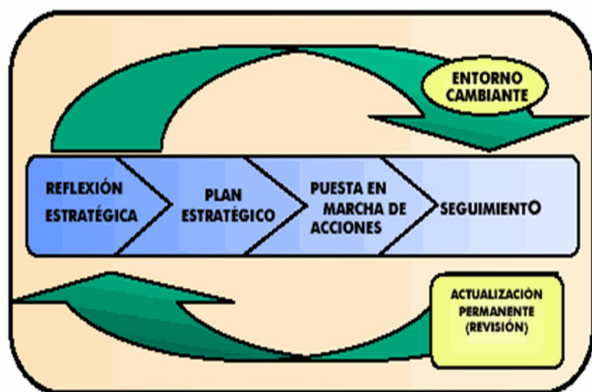 ENTORNO
CAMBIANTE
REFLEXIÓN
ESTRATÉGICA
PLAN
ESTRATÉGICO
PUESTA EN
MARCHA DE
ACCIONES
SEGUIMIENTO
ACTUALIZACIÓN
PERMANENTE
(REVISIÓN)